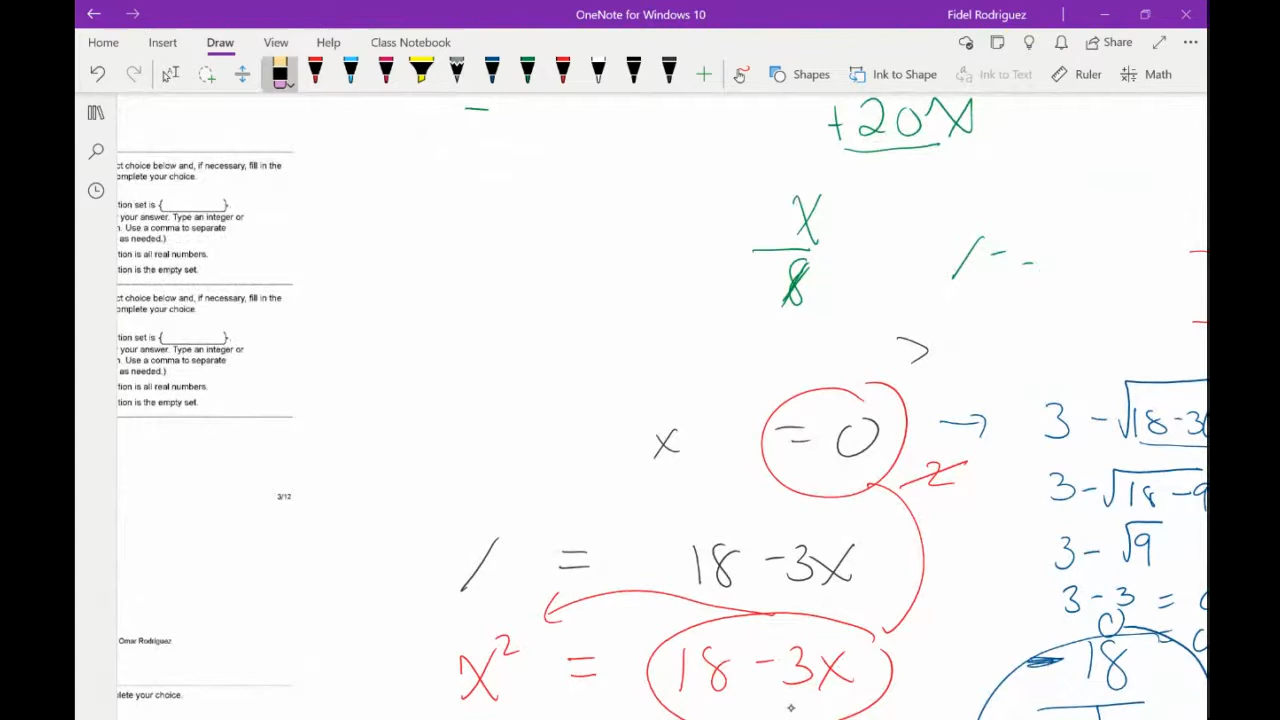 OneNote for Windows 10
Fidel Rodriguez
Home Insert Draw View Help Class Notebook
Share
Shapes Ink to Shape Ink to Text Ruler Math
+20x
ct choice below and, if necessary, fill in the
omplete your choice.
tion set is { }.
your answer. Type an integer or
n. Use a comma to separate
as needed.)
tion is all real numbers.
tion is the empty set.
ct choice below and, if necessary, fill in the
omplete your choice.
tion set is { }.
your answer. Type an integer or
n. Use a comma to separate
as needed.)
tion is all real numbers.
tion is the empty set.
3/12
Omar Rodriguez
plete your choice.
x
8
/ - -
>
x = 0 →
2
/ = 18 - 3x
x² = 18 - 3x
3 - √18 - 3(
3 - √18 - 9
3 - √9
3 - 3 =
0
18